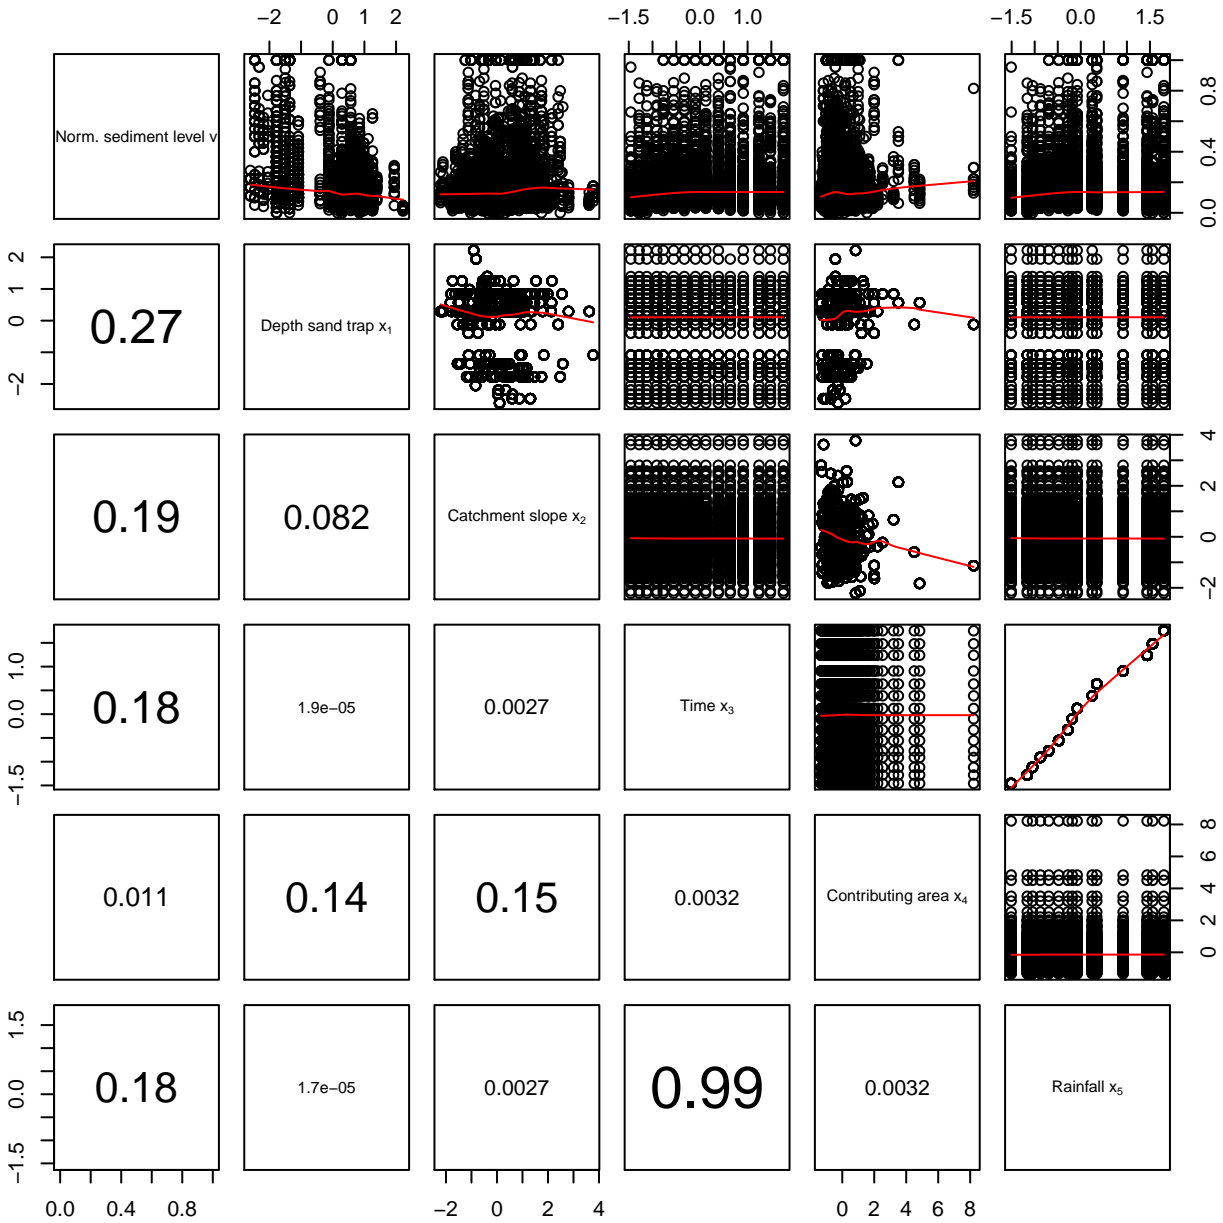 −2 0 1 2 −1.5 0.0 1.0 −1.5 0.0 1.5
Norm. sediment level v 0.0 0.4 0.8
−2 0 1 2 0.27 Depth sand trap x₁
0.19 0.082 Catchment slope x₂ −2 0 2 4
−1.5 0.0 1.0 0.18 1.9e−05 0.0027 Time x₃
0.011 0.14 0.15 0.0032 Contributing area x₄ 0 2 4 6 8
−1.5 0.0 1.5 0.18 1.7e−05 0.0027 0.99 0.0032 Rainfall x₅
0.0 0.4 0.8 −2 0 2 4 0 2 4 6 8